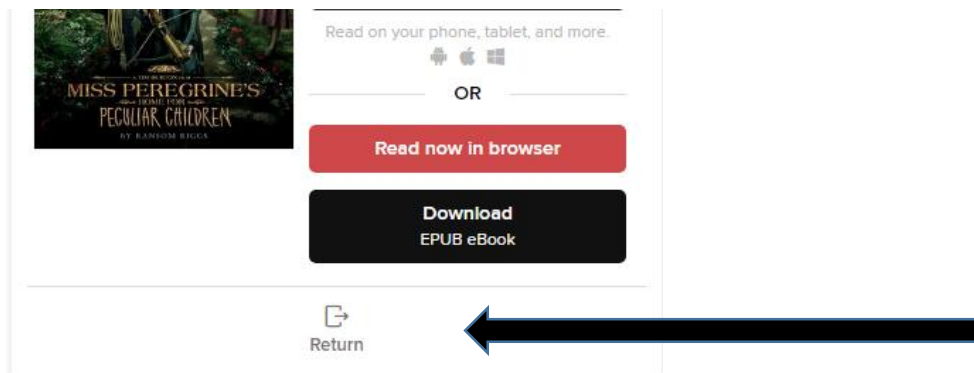 MISS PEREGRINE'S
HOME FOR
PECULIAR CHILDREN
BY RANSOM RIGGS
Read on your phone, tablet, and more.
OR
Read now in browser
Download
EPUB eBook
Return